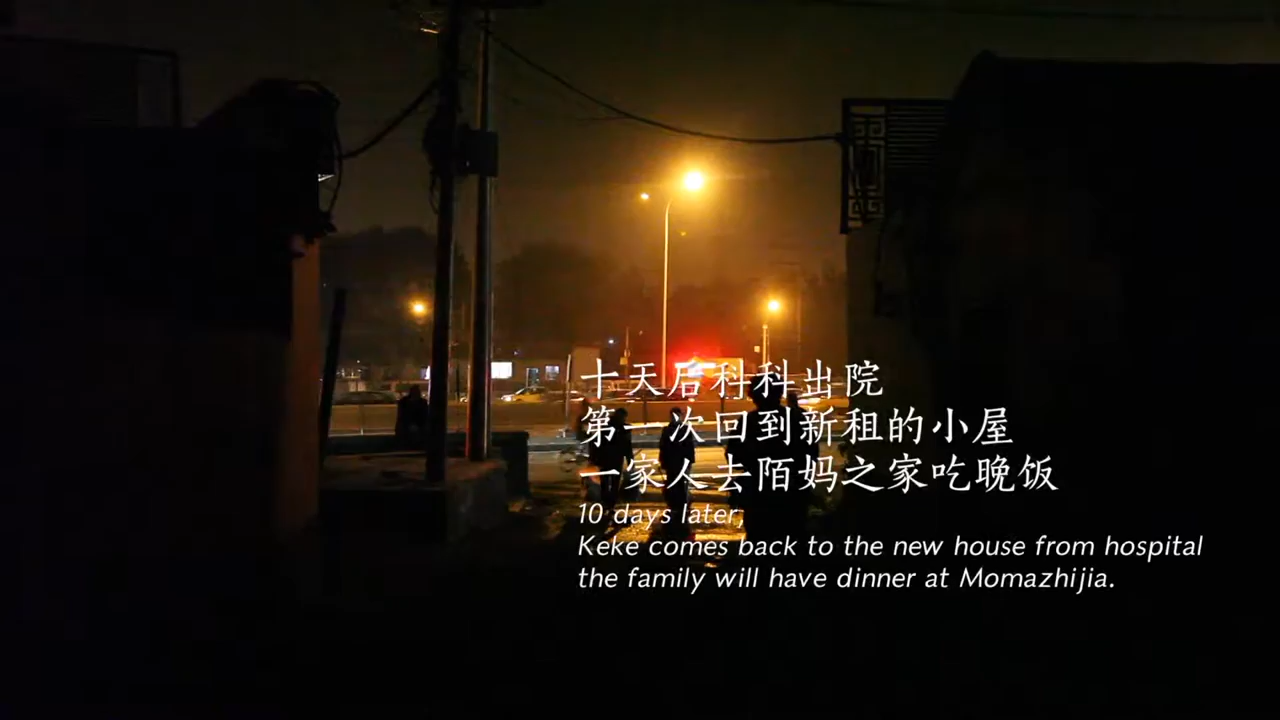 十天后科科出院
第一次回到新租的小屋
一家人去陌妈之家吃晚饭
10 days later,
Keke comes back to the new house from hospital
the family will have dinner at Momazhijia.